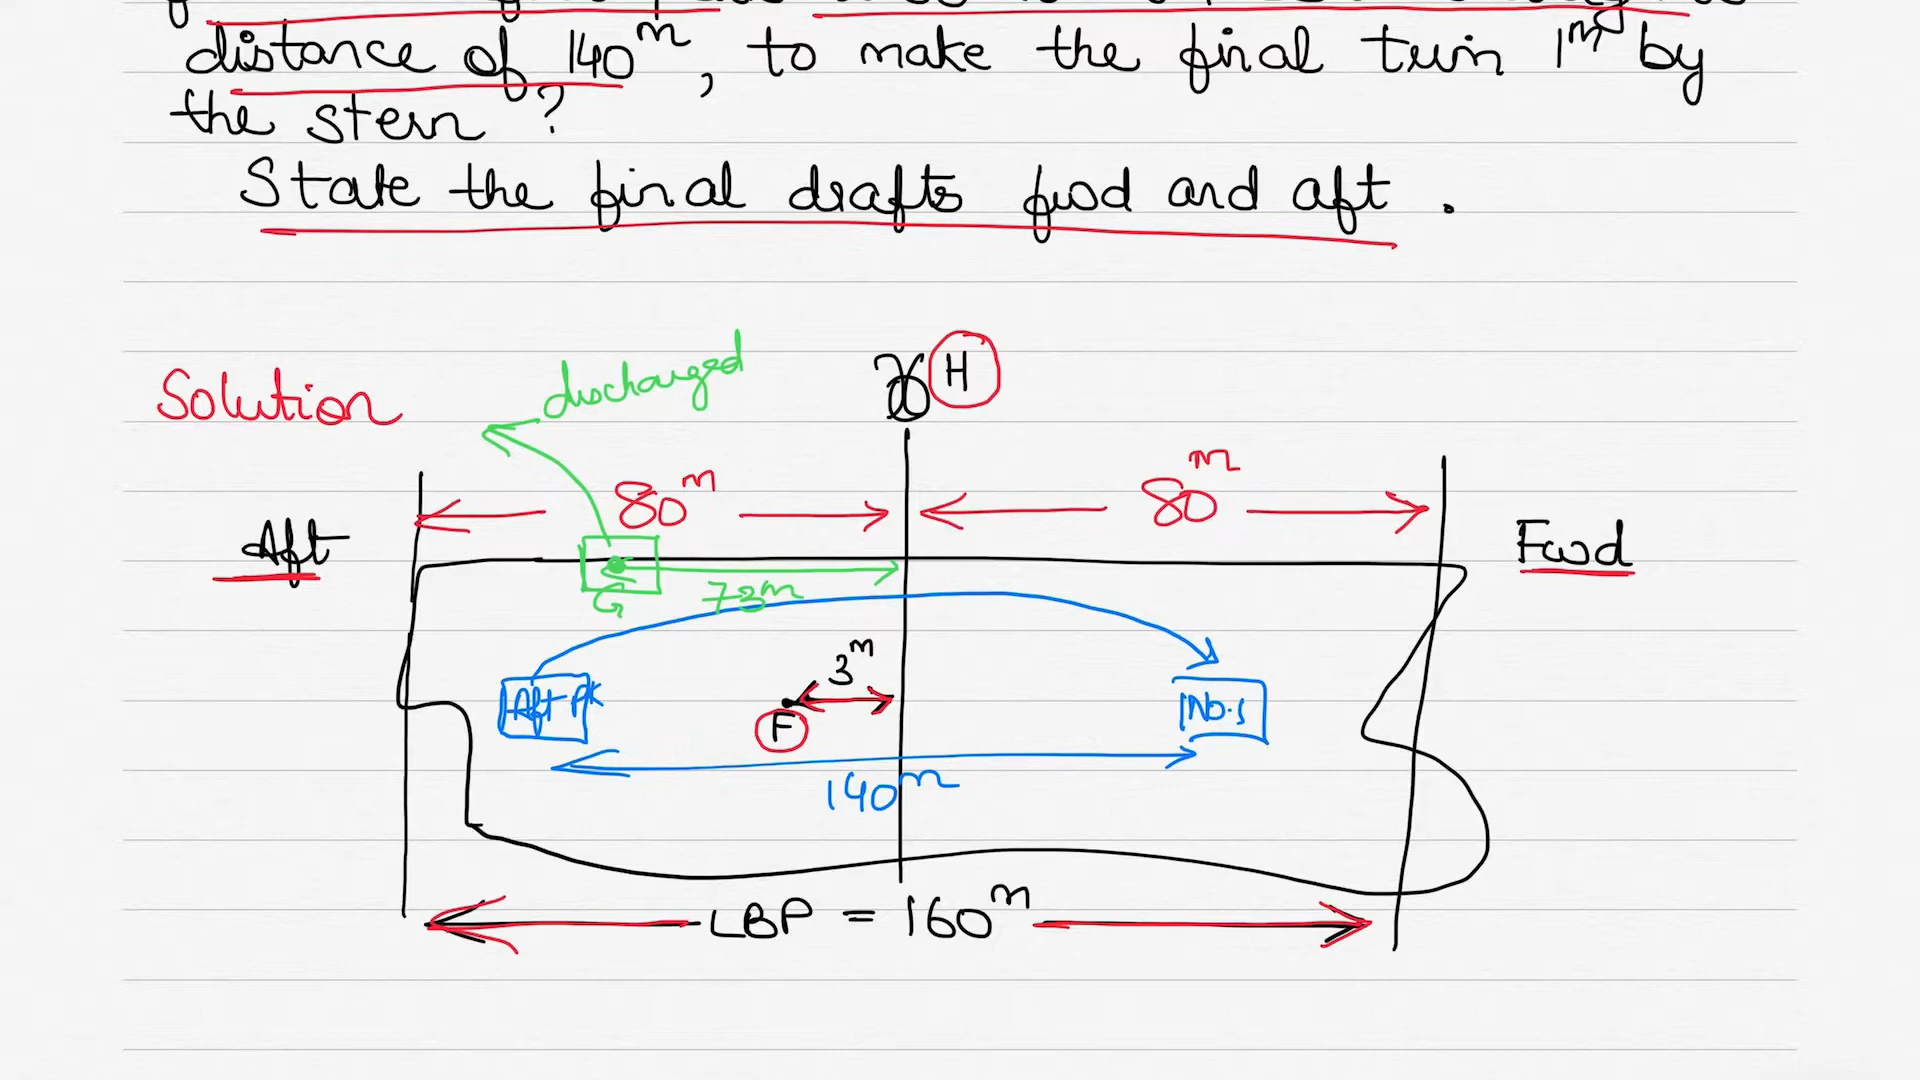 distance of 140m, to make the final trim 1m by
the stern ?
State the final drafts fwd and aft .
Solution
discharged
H
80m
80m
Aft
Fwd
G
73m
3m
Aft PK
F
No.1
140m
LBP = 160m